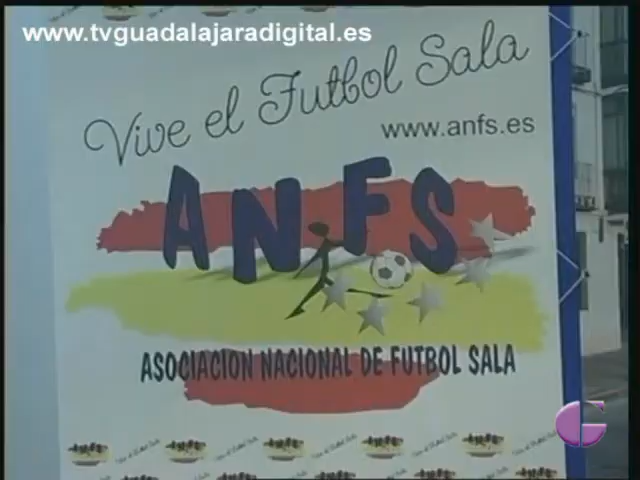 www.tvguadalajaradigital.es
Vive el Futbol Sala
www.anfs.es
ANFS
ASOCIACION NACIONAL DE FUTBOL SALA